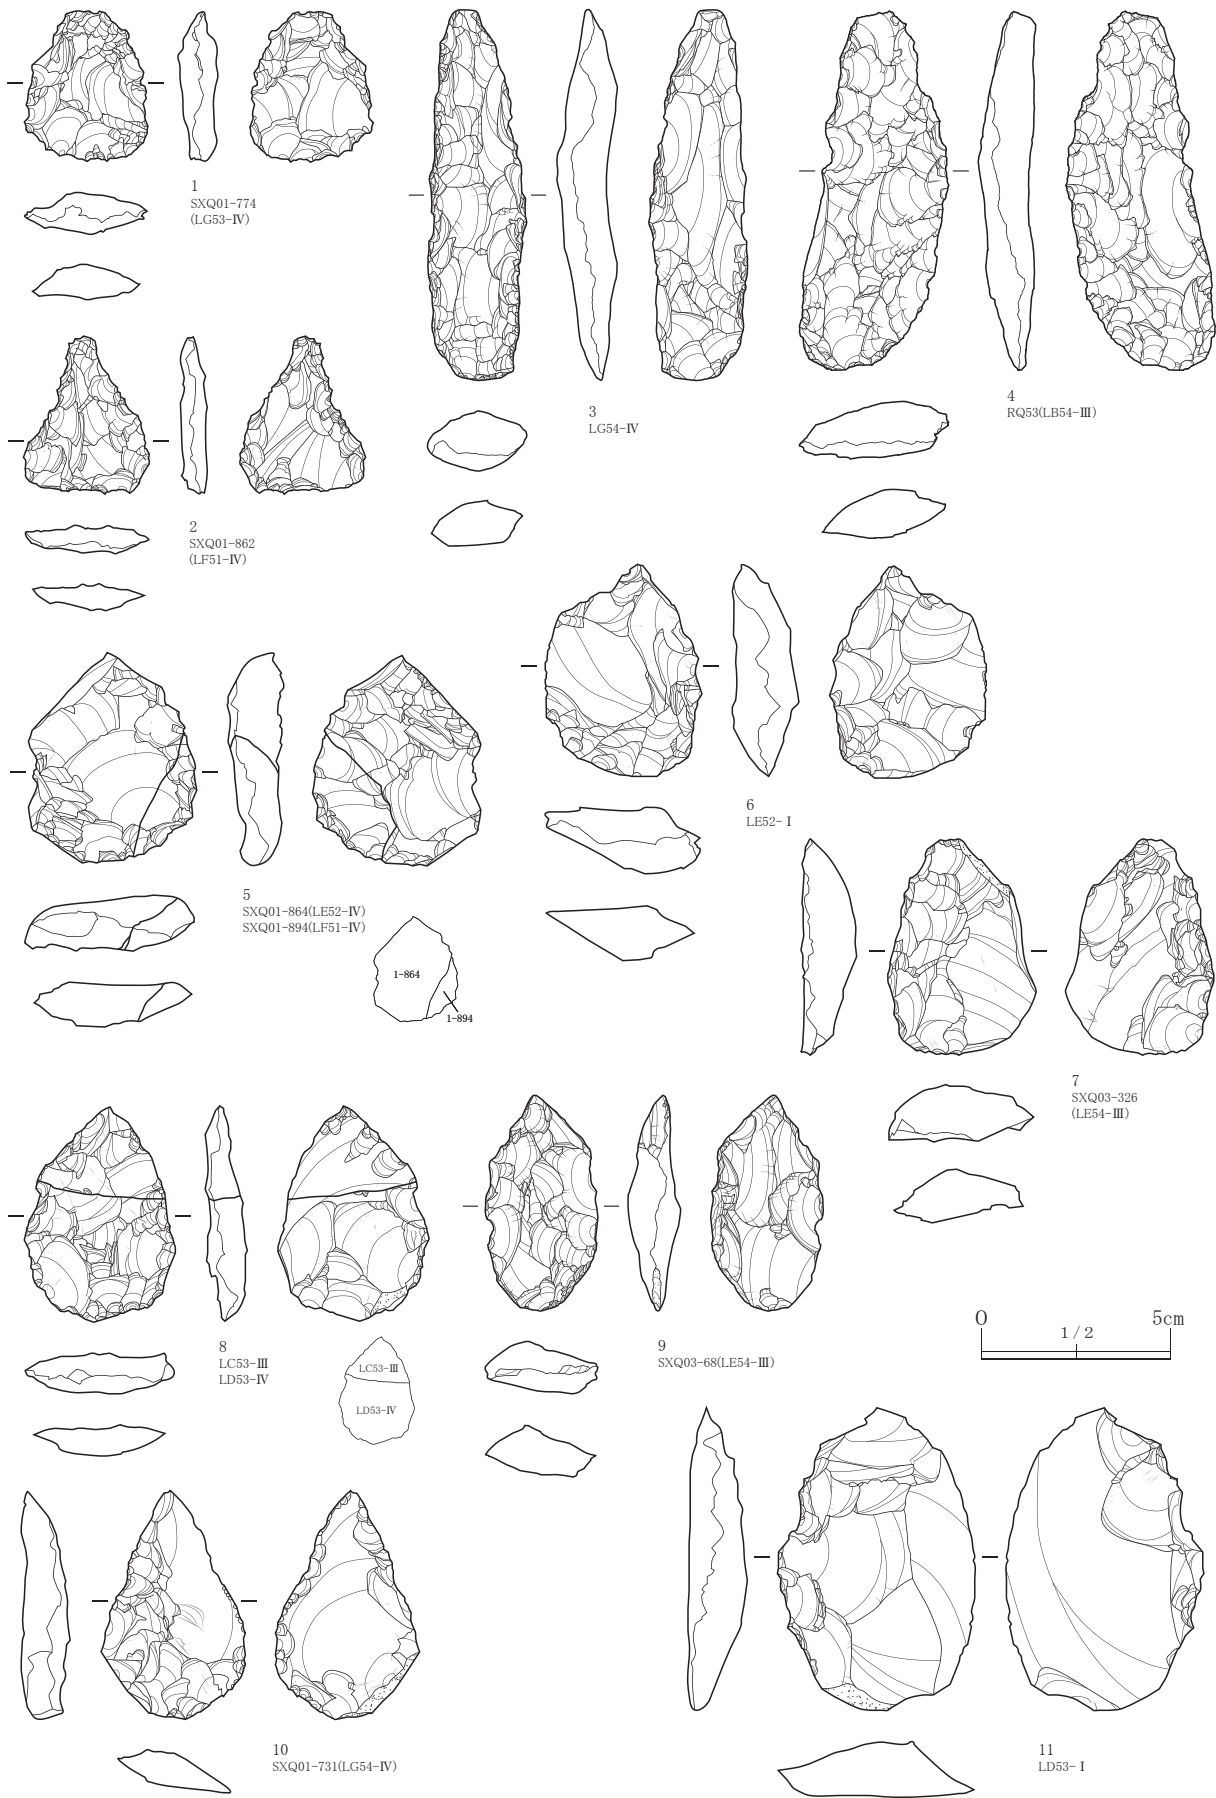 1
SXQ01-774
(LG53-Ⅳ)
2
SXQ01-862
(LF51-Ⅳ)
3
LG54-Ⅳ
4
RQ53(LB54-Ⅲ)
5
SXQ01-864(LE52-Ⅳ)
SXQ01-894(LF51-Ⅳ)
1-864
1-894
6
LE52-Ⅰ
7
SXQ03-326
(LE54-Ⅲ)
8
LC53-Ⅲ
LD53-Ⅳ
LC53-Ⅲ
LD53-Ⅳ
9
SXQ03-68(LE54-Ⅲ)
0 5cm
1/2
10
SXQ01-731(LG54-Ⅳ)
11
LD53-Ⅰ